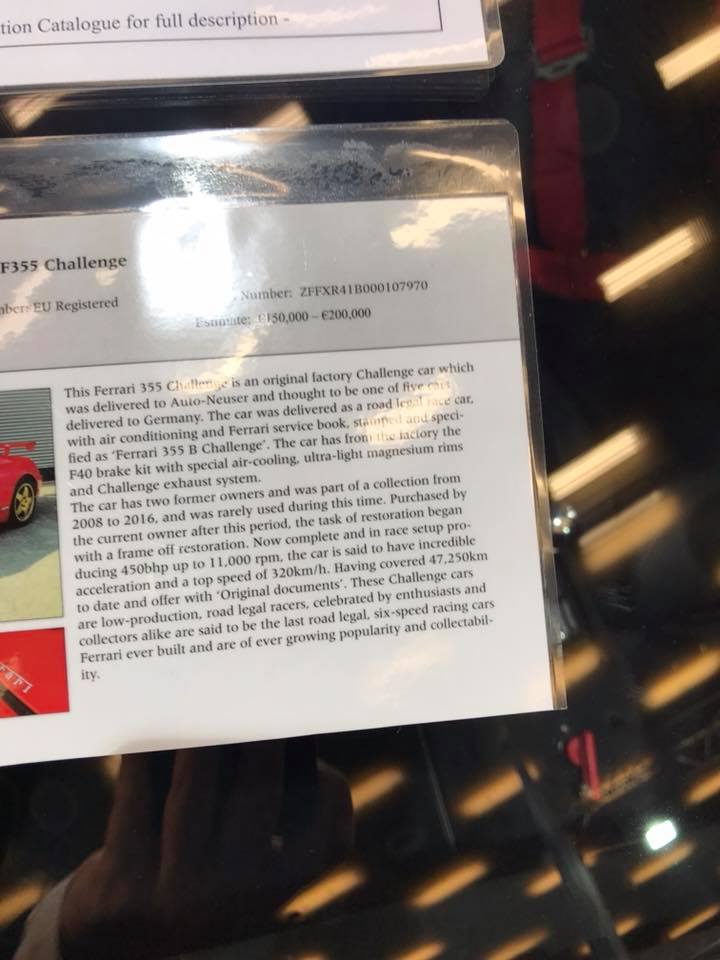 tion Catalogue for full description -
F355 Challenge
Number: ZFFXR41B000107970
nber: EU Registered
Estimate: €150,000 – €200,000
This Ferrari 355 Challenge is an original factory Challenge car which
was delivered to Auto-Neuser and thought to be one of five cars
delivered to Germany. The car was delivered as a road legal race car,
with air conditioning and Ferrari service book, stamped and speci-
fied as 'Ferrari 355 B Challenge'. The car has from the factory the
F40 brake kit with special air-cooling, ultra-light magnesium rims
and Challenge exhaust system.
The car has two former owners and was part of a collection from
2008 to 2016, and was rarely used during this time. Purchased by
the current owner after this period, the task of restoration began
with a frame off restoration. Now complete and in race setup pro-
ducing 450bhp up to 11,000 rpm, the car is said to have incredible
acceleration and a top speed of 320km/h. Having covered 47,250km
to date and offer with 'Original documents'. These Challenge cars
are low-production, road legal racers, celebrated by enthusiasts and
collectors alike are said to be the last road legal, six-speed racing cars
Ferrari ever built and are of ever growing popularity and collectabil-
ity.